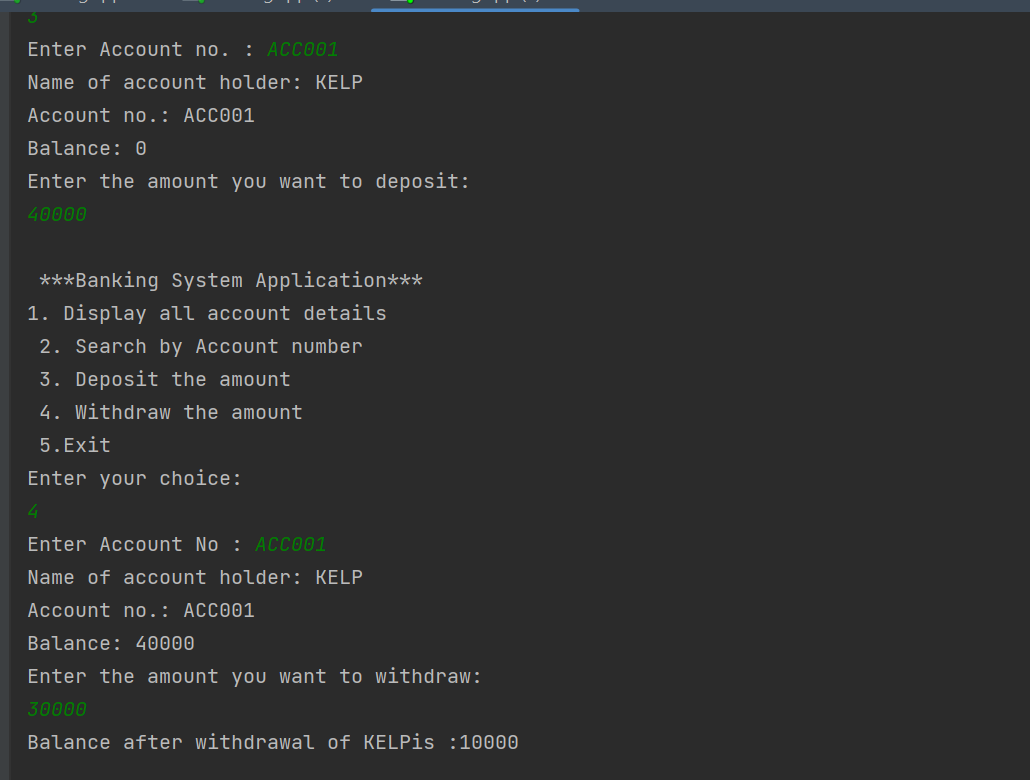 3
Enter Account no. : ACC001
Name of account holder: KELP
Account no.: ACC001
Balance: 0
Enter the amount you want to deposit:
40000
***Banking System Application***
1. Display all account details
2. Search by Account number
3. Deposit the amount
4. Withdraw the amount
5.Exit
Enter your choice:
4
Enter Account No : ACC001
Name of account holder: KELP
Account no.: ACC001
Balance: 40000
Enter the amount you want to withdraw:
30000
Balance after withdrawal of KELPis :10000